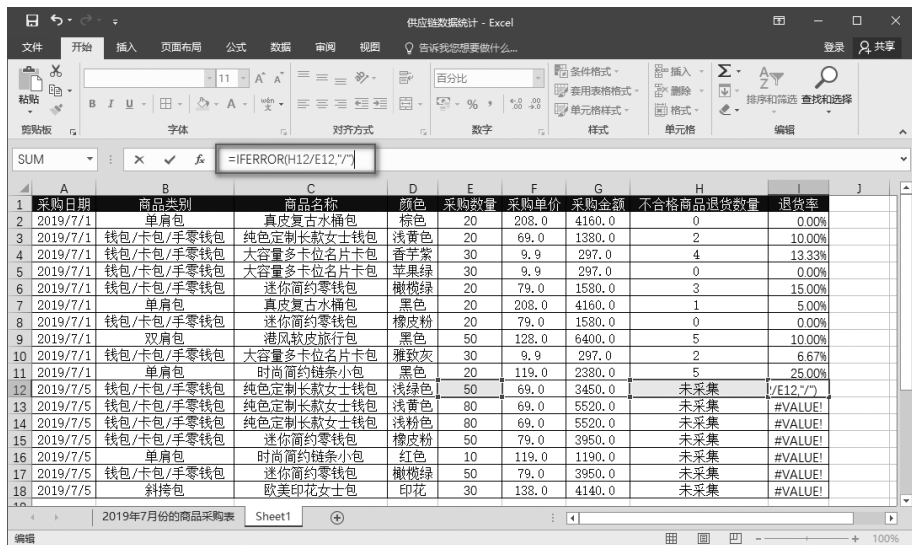 供应链数据统计 - Excel
文件 开始 插入 页面布局 公式 数据 审阅 视图 告诉我您想要做什么... 登录 共享
11 A A 百分比 条件格式 插入 Σ
粘贴 套用表格格式 删除 排序和筛选 查找和选择
B I U A wén 文 % , 单元格样式 格式
剪贴板 字体 对齐方式 数字 样式 单元格 编辑
SUM fx =IFERROR(H12/E12,"/")
A B C D E F G H I J
1 采购日期 商品类别 商品名称 颜色 采购数量 采购单价 采购金额 不合格商品退货数量 退货率
2 2019/7/1 单肩包 真皮复古水桶包 棕色 20 208.0 4160.0 0 0.00%
3 2019/7/1 钱包/卡包/手零钱包 纯色定制长款女士钱包 浅黄色 20 69.0 1380.0 2 10.00%
4 2019/7/1 钱包/卡包/手零钱包 大容量多卡位名片卡包 香芋紫 30 9.9 297.0 4 13.33%
5 2019/7/1 钱包/卡包/手零钱包 大容量多卡位名片卡包 苹果绿 30 9.9 297.0 0 0.00%
6 2019/7/1 钱包/卡包/手零钱包 迷你简约零钱包 橄榄绿 20 79.0 1580.0 3 15.00%
7 2019/7/1 单肩包 真皮复古水桶包 黑色 20 208.0 4160.0 1 5.00%
8 2019/7/1 钱包/卡包/手零钱包 迷你简约零钱包 橡皮粉 20 79.0 1580.0 0 0.00%
9 2019/7/1 双肩包 港风软皮旅行包 黑色 50 128.0 6400.0 5 10.00%
10 2019/7/1 钱包/卡包/手零钱包 大容量多卡位名片卡包 雅致灰 30 9.9 297.0 2 6.67%
11 2019/7/1 单肩包 时尚简约链条小包 黑色 20 119.0 2380.0 5 25.00%
12 2019/7/5 钱包/卡包/手零钱包 纯色定制长款女士钱包 浅绿色 50 69.0 3450.0 未采集 /E12,"/")
13 2019/7/5 钱包/卡包/手零钱包 纯色定制长款女士钱包 浅黄色 80 69.0 5520.0 未采集 #VALUE!
14 2019/7/5 钱包/卡包/手零钱包 纯色定制长款女士钱包 浅粉色 80 69.0 5520.0 未采集 #VALUE!
15 2019/7/5 钱包/卡包/手零钱包 迷你简约零钱包 橡皮粉 50 79.0 3950.0 未采集 #VALUE!
16 2019/7/5 单肩包 时尚简约链条小包 红色 10 119.0 1190.0 未采集 #VALUE!
17 2019/7/5 钱包/卡包/手零钱包 迷你简约零钱包 橄榄绿 50 79.0 3950.0 未采集 #VALUE!
18 2019/7/5 斜挎包 欧美印花女士包 印花 30 138.0 4140.0 未采集 #VALUE!
2019年7月份的商品采购表 Sheet1
编辑 100%